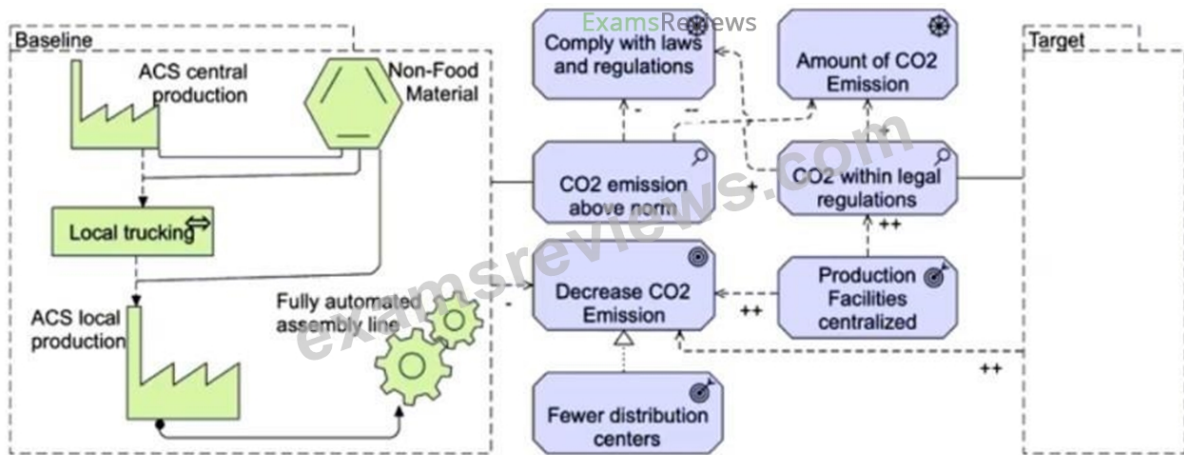 ExamsReviews
Baseline
Target
ACS central
production
Non-Food
Material
Comply with laws
and regulations
Amount of CO2
Emission
-
--
+
CO2 emission
above norm
+
CO2 within legal
regulations
Local trucking
++
Decrease CO2
Emission
Production
Facilities
centralized
Fully automated
assembly line
-
++
ACS local
production
++
Fewer distribution
centers
examsreviews.com